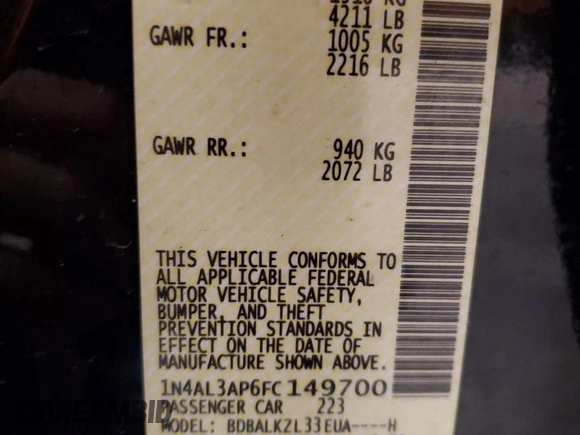 4211 LB
GAWR FR.: 1005 KG
2216 LB
GAWR RR.: 940 KG
2072 LB
THIS VEHICLE CONFORMS TO
ALL APPLICABLE FEDERAL
MOTOR VEHICLE SAFETY,
BUMPER, AND THEFT
PREVENTION STANDARDS IN
EFFECT ON THE DATE OF
MANUFACTURE SHOWN ABOVE.
1N4AL3AP6FC149700
PASSENGER CAR 223
MODEL: BDBALKZL33EUA----H